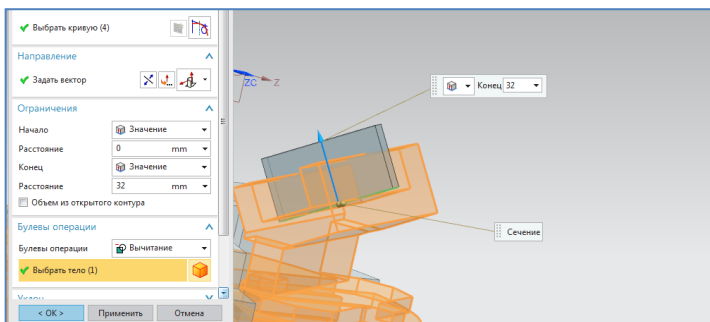 Выбрать кривую (4)
Направление
Задать вектор
Ограничения
Начало
Значение
Расстояние
0 mm
Конец
Значение
Расстояние
32 mm
Объем из открытого контура
Булевы операции
Булевы операции
Вычитание
Выбрать тело (1)
Уклон
< OK >
Применить
Отмена
ZC
Z
Конец 32
Сечение